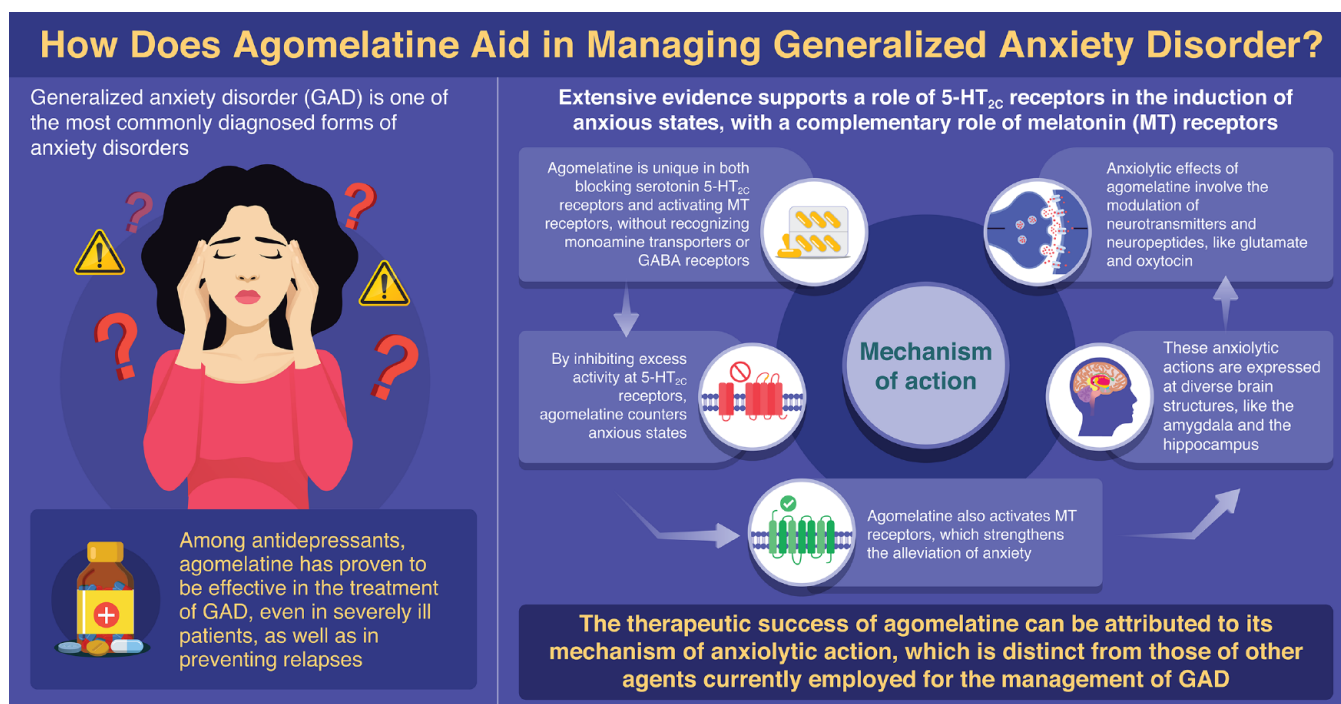 How Does Agomelatine Aid in Managing Generalized Anxiety Disorder?
Generalized anxiety disorder (GAD) is one of
the most commonly diagnosed forms of
anxiety disorders
Among antidepressants,
agomelatine has proven to
be effective in the treatment
of GAD, even in severely ill
patients, as well as in
preventing relapses
Extensive evidence supports a role of 5-HT₂C receptors in the induction of
anxious states, with a complementary role of melatonin (MT) receptors
Agomelatine is unique in both
blocking serotonin 5-HT₂C
receptors and activating MT
receptors, without recognizing
monoamine transporters or
GABA receptors
By inhibiting excess
activity at 5-HT₂C
receptors,
agomelatine counters
anxious states
Agomelatine also activates MT
receptors, which strengthens
the alleviation of anxiety
These anxiolytic
actions are expressed
at diverse brain
structures, like the
amygdala and the
hippocampus
Anxiolytic effects of
agomelatine involve the
modulation of
neurotransmitters and
neuropeptides, like glutamate
and oxytocin
Mechanism
of action
The therapeutic success of agomelatine can be attributed to its
mechanism of anxiolytic action, which is distinct from those of other
agents currently employed for the management of GAD